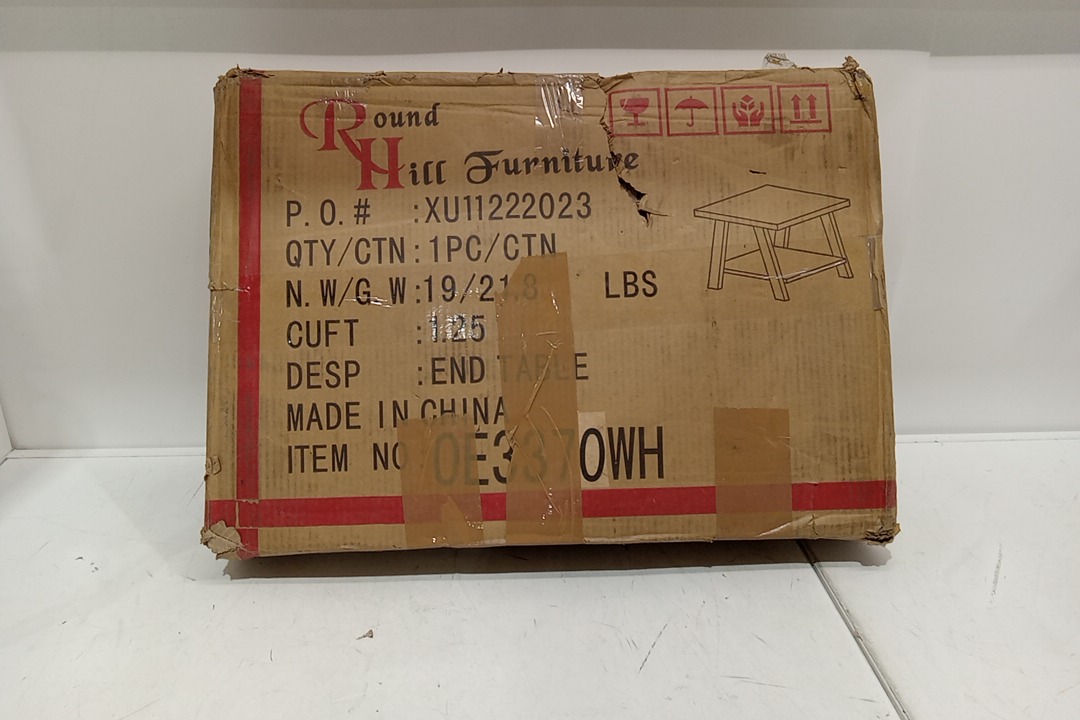 Round
Hill Furniture
P.O.# :XU11222023
QTY/CTN:1PC/CTN
N.W/G W:19/21.8 LBS
CUFT :1.25
DESP :END TABLE
MADE IN CHINA
ITEM NO OE3370WH